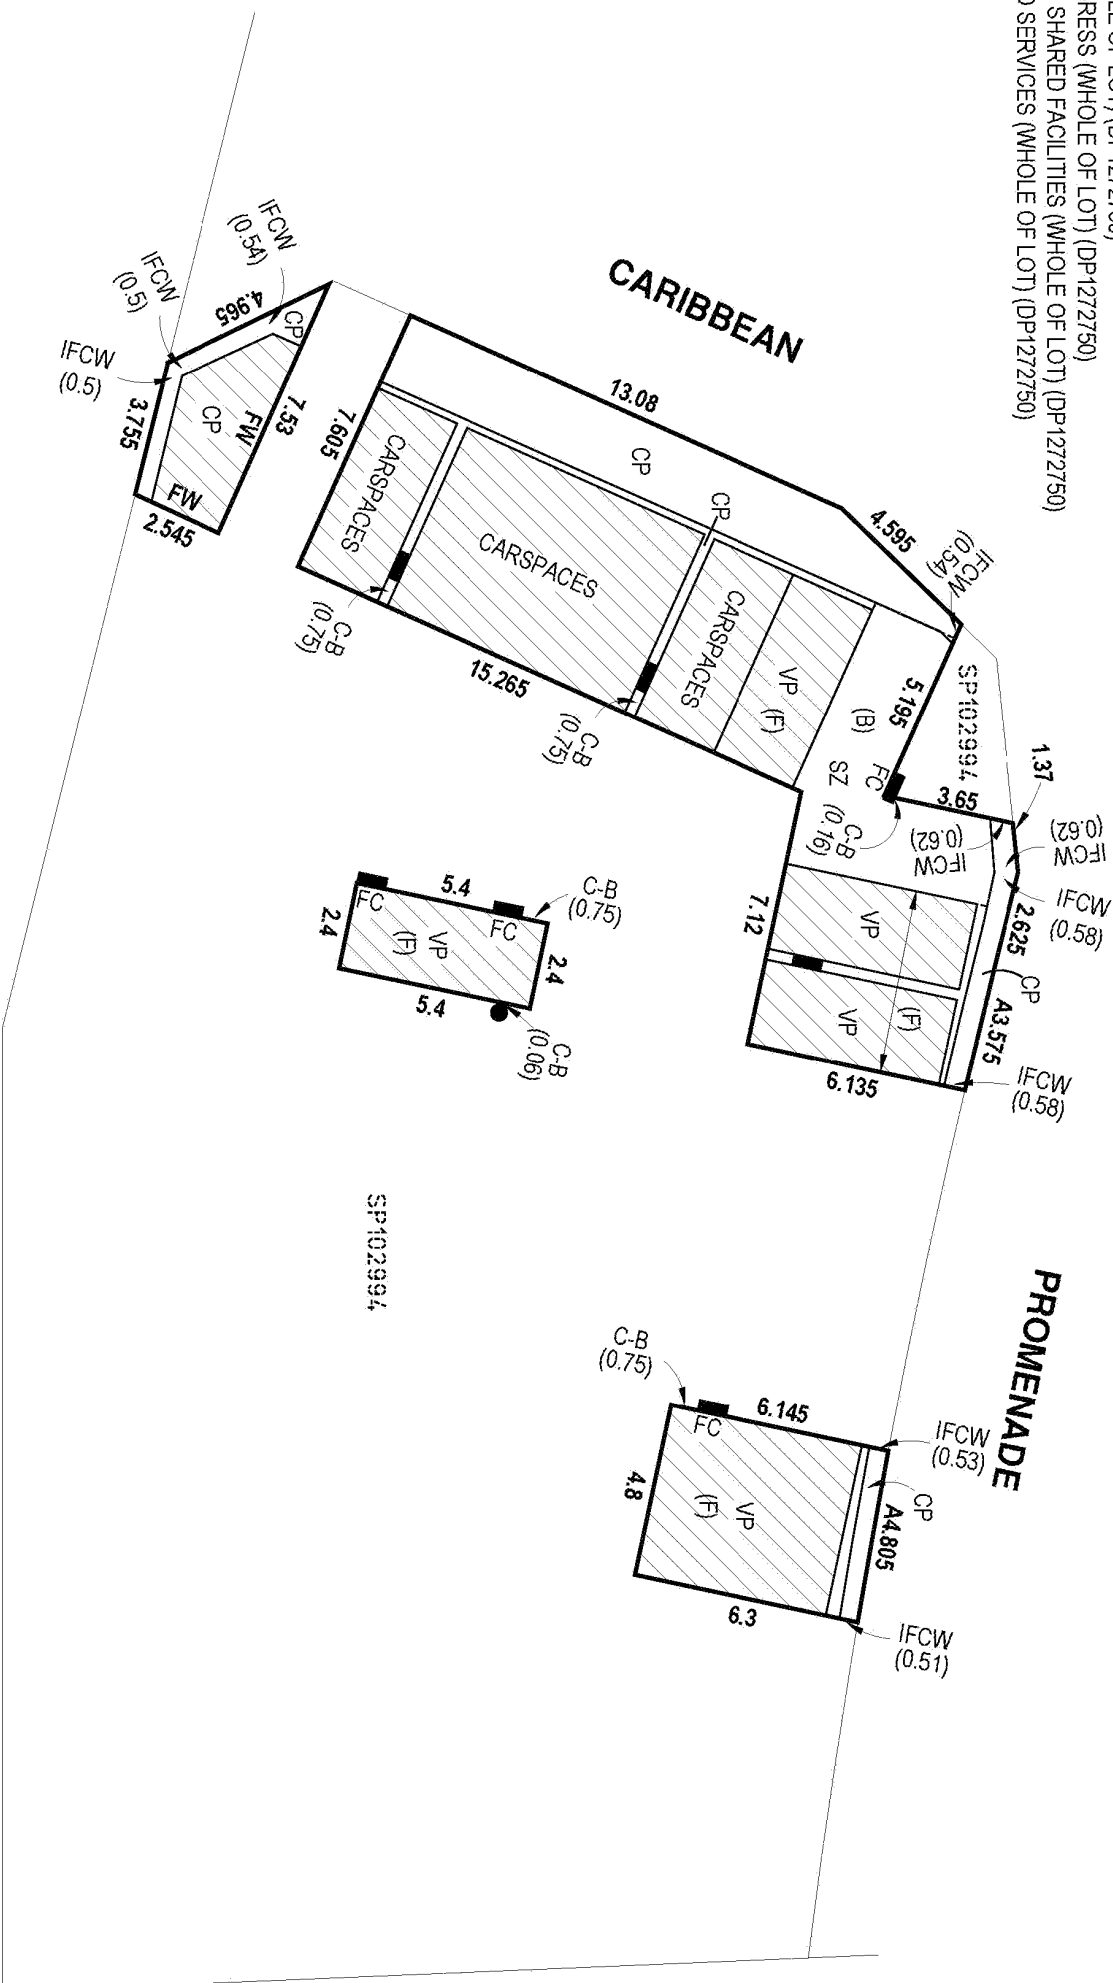 RESS (WHOLE OF LOT) (DP1272750)
SHARED FACILITIES (WHOLE OF LOT) (DP1272750)
SERVICES (WHOLE OF LOT) (DP1272750)
CARIBBEAN
PROMENADE
IFCW
(0.54)
IFCW
(0.5)
IFCW
(0.5)
4.965
CP
7.53
FW
CP
3.755
FW
2.545
13.08
7.605
CP
CP
CARSPACES
CARSPACES
CARSPACES
C-B
(0.75)
C-B
(0.75)
15.265
4.595
IFCW
(0.54)
5.195
VP
(F)
(B)
SZ
FC
C-B
(0.16)
SP102994
3.65
1.37
IFCW
(0.62)
IFCW
(0.62)
IFCW
(0.58)
2.625
CP
A3.575
IFCW
(0.58)
7.12
VP
VP
(F)
6.135
5.4
C-B
(0.75)
FC
FC
VP
(F)
2.4
2.4
5.4
C-B
(0.06)
SP102994
C-B
(0.75)
FC
6.145
IFCW
(0.53)
CP
A4.805
4.8
VP
(F)
6.3
IFCW
(0.51)